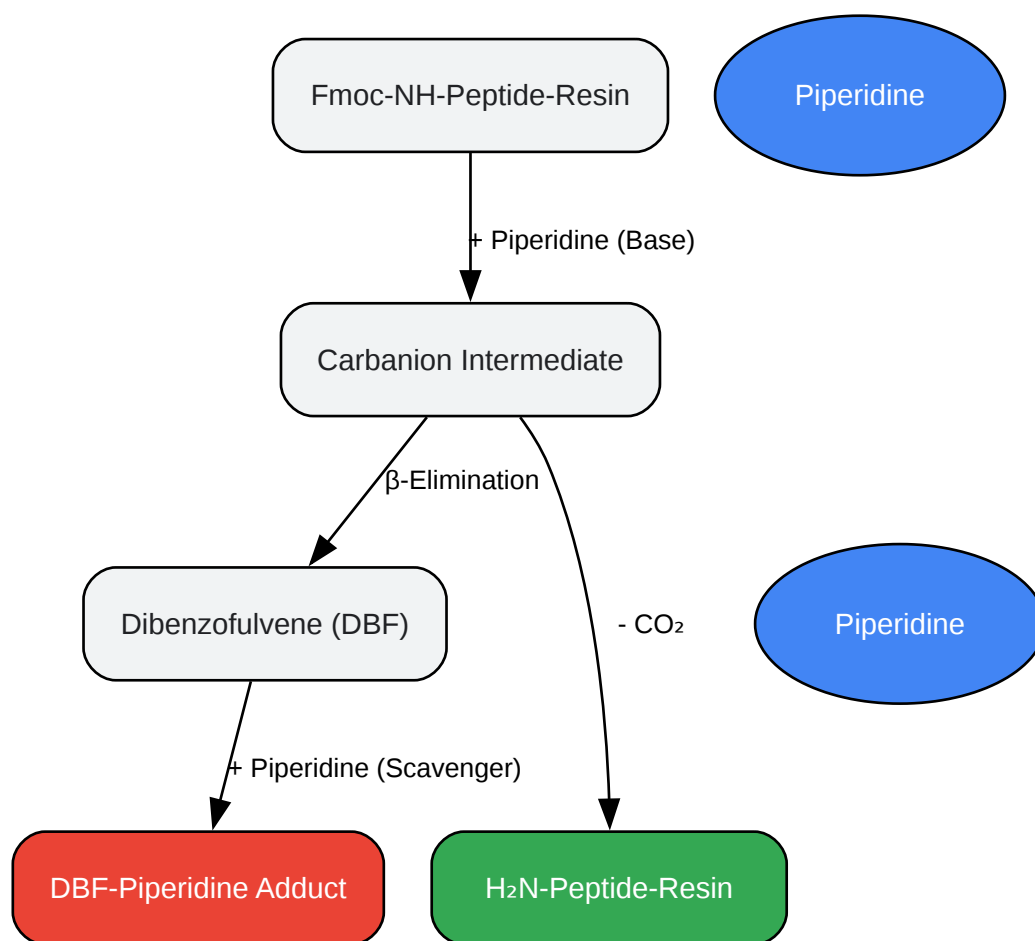 Fmoc-NH-Peptide-Resin
Piperidine
+ Piperidine (Base)
Carbanion Intermediate
β-Elimination
Dibenzofulvene (DBF)
- CO₂
Piperidine
+ Piperidine (Scavenger)
DBF-Piperidine Adduct
H₂N-Peptide-Resin